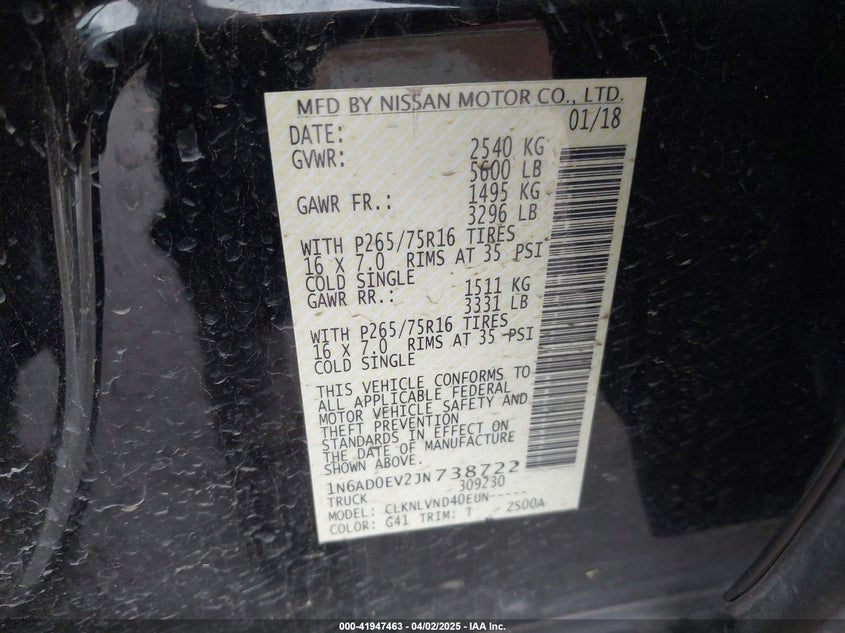 MFD BY NISSAN MOTOR CO., LTD.
DATE: 01/18
GVWR: 2540 KG
5600 LB
GAWR FR.: 1495 KG
3296 LB
WITH P265/75R16 TIRES
16 X 7.0 RIMS AT 35 PSI
COLD SINGLE
GAWR RR.: 1511 KG
3331 LB
WITH P265/75R16 TIRES
16 X 7.0 RIMS AT 35 PSI
COLD SINGLE
THIS VEHICLE CONFORMS TO
ALL APPLICABLE FEDERAL
MOTOR VEHICLE SAFETY AND
THEFT PREVENTION
STANDARDS IN EFFECT ON
THE DATE OF MANUFACTURE
SHOWN ABOVE.
1N6AD0EV2JN738722
TRUCK 309230
MODEL: CLKNLVND40EUN-----
COLOR: G41 TRIM: T ZS00A
000-41947463 - 04/02/2025 - IAA Inc.